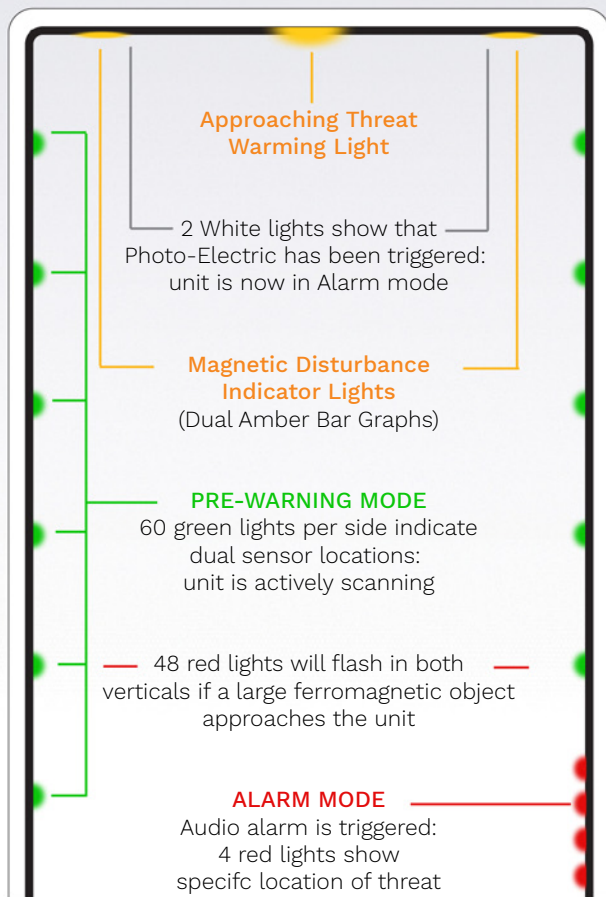 Approaching Threat
Warming Light
2 White lights show that
Photo-Electric has been triggered:
unit is now in Alarm mode
Magnetic Disturbance
Indicator Lights
(Dual Amber Bar Graphs)
PRE-WARNING MODE
60 green lights per side indicate
dual sensor locations:
unit is actively scanning
48 red lights will flash in both
verticals if a large ferromagnetic object
approaches the unit
ALARM MODE
Audio alarm is triggered:
4 red lights show
specifc location of threat